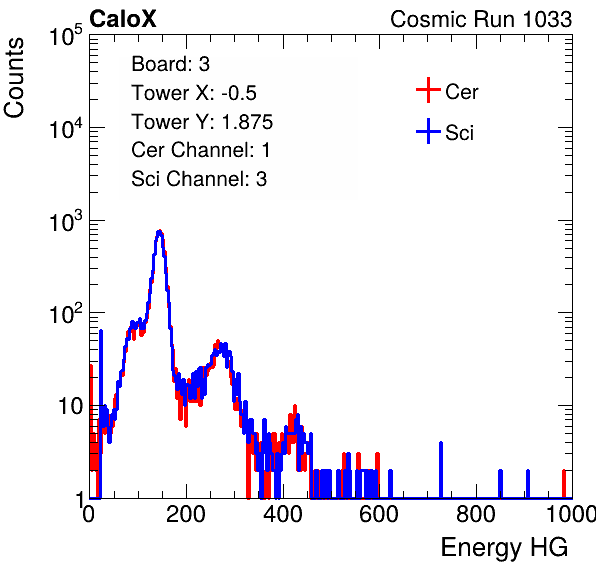 CaloX Cosmic Run 1033
Counts
Board: 3
Tower X: -0.5
Tower Y: 1.875
Cer Channel: 1
Sci Channel: 3
Cer
Sci
10^5
10^4
10^3
10^2
10
1
0 200 400 600 800 1000
Energy HG